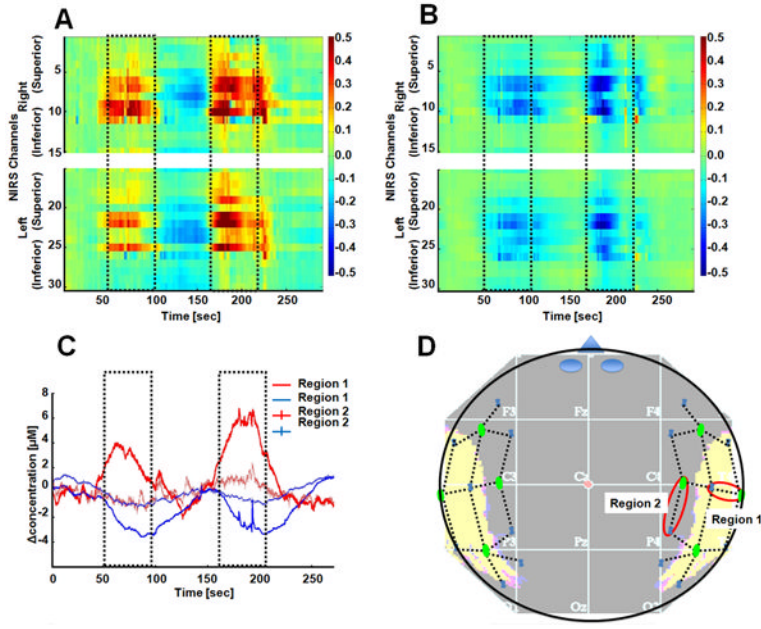 A
B
NIRS Channels
Right
Left
(Superior)
(Inferior)
(Superior)
(Inferior)
5
10
15
20
25
30
50 100 150 200 250
Time [sec]
0.5
0.4
0.3
0.2
0.1
0.0
-0.1
-0.2
-0.3
-0.4
-0.5
NIRS Channels
Right
Left
(Superior)
(Inferior)
(Superior)
(Inferior)
5
10
15
20
25
30
50 100 150 200 250
Time [sec]
0.5
0.4
0.3
0.2
0.1
0.0
-0.1
-0.2
-0.3
-0.4
-0.5
C
Δconcentration [µM]
8
6
4
2
0
-2
-4
0 50 100 150 200 250
Time [sec]
Region 1
Region 1
Region 2
Region 2
D
F3 Fz F4
C3 Cz C4
Region 2
Region 1
P3 Pz P4
Oz